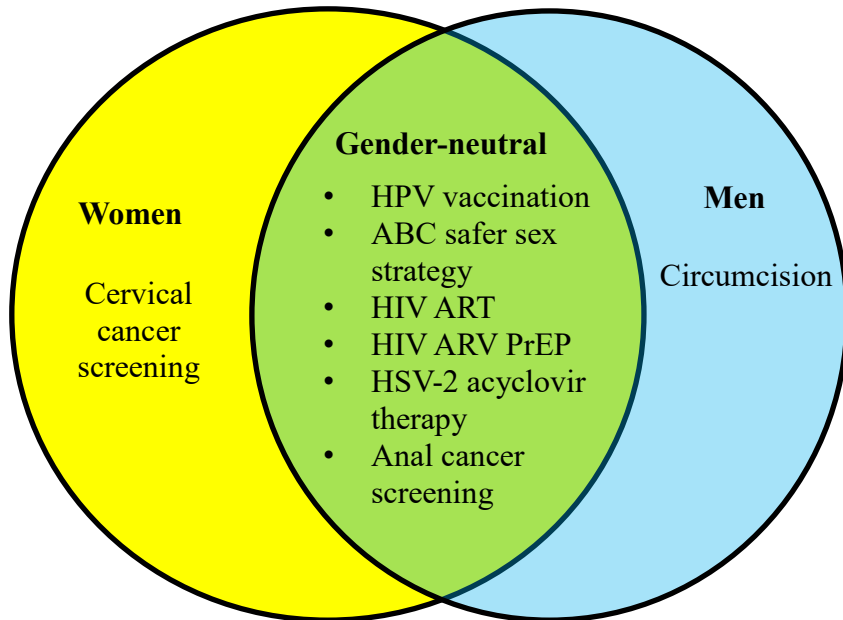 Women
Cervical
cancer
screening
Gender-neutral
• HPV vaccination
• ABC safer sex
strategy
• HIV ART
• HIV ARV PrEP
• HSV-2 acyclovir
therapy
• Anal cancer
screening
Men
Circumcision